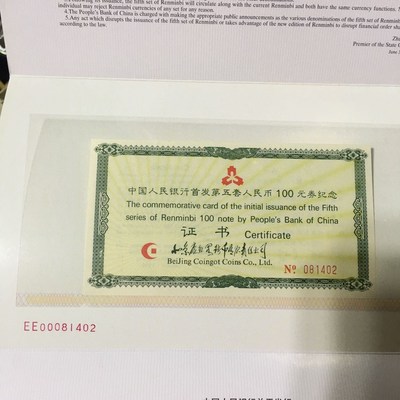 the fifth set of Renminbi will circulate along with the current Renminbi and both have the same currency functions.
individual may reject Renminbi currencies of any set for any reason.
4.The People's Bank of China is charged with making the appropriate public announcements as the various denominations of the fifth set of Renminbi
5.Any act which disrupts the issuance of the fifth set of Renminbi or takes advantage of the new edition of Renminbi to disrupt financial order sha
according to the law.
Premier of the State C
中国人民银行首发第五套人民币100元券纪念
The commemorative card of the initial issuance of the Fifth
series of Renminbi 100 note by People's Bank of China
证 书 Certificate
BeiJing Coingot Coins Co., Ltd.
№ 081402
EE00081402